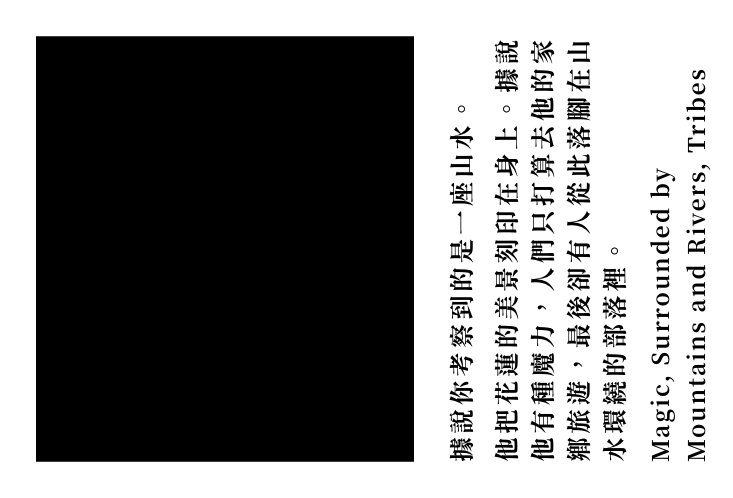 據說你考察到的是一座山水。
他把花蓮的美景刻印在身上。據說
他有種魔力，人們只打算去他的家
鄉旅遊，最後卻有人從此落腳在山
水環繞的部落裡。
Magic, Surrounded by
Mountains and Rivers, Tribes